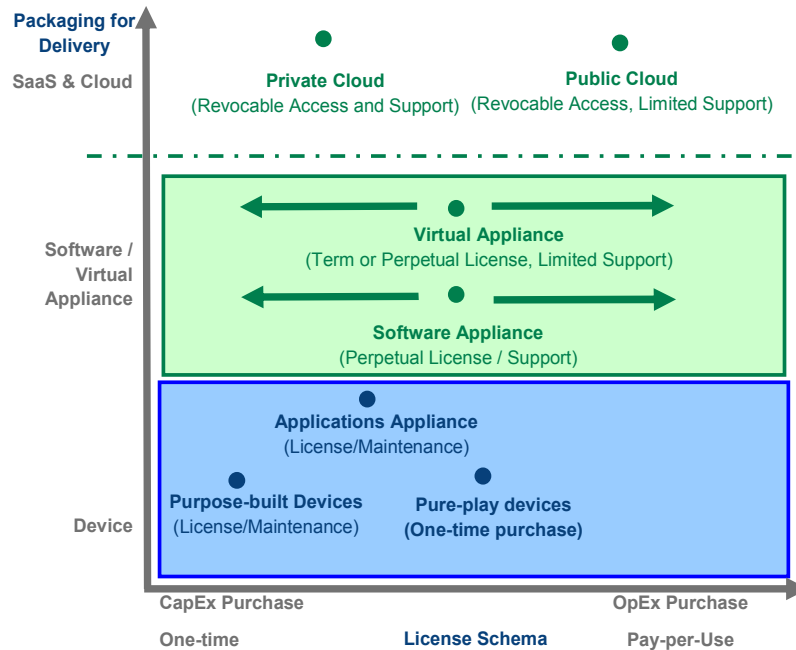 Packaging for
Delivery
SaaS & Cloud
Private Cloud
(Revocable Access and Support)
Public Cloud
(Revocable Access, Limited Support)
Software /
Virtual
Appliance
Virtual Appliance
(Term or Perpetual License, Limited Support)
Software Appliance
(Perpetual License / Support)
Applications Appliance
(License/Maintenance)
Purpose-built Devices
(License/Maintenance)
Pure-play devices
(One-time purchase)
Device
CapEx Purchase
OpEx Purchase
One-time
License Schema
Pay-per-Use